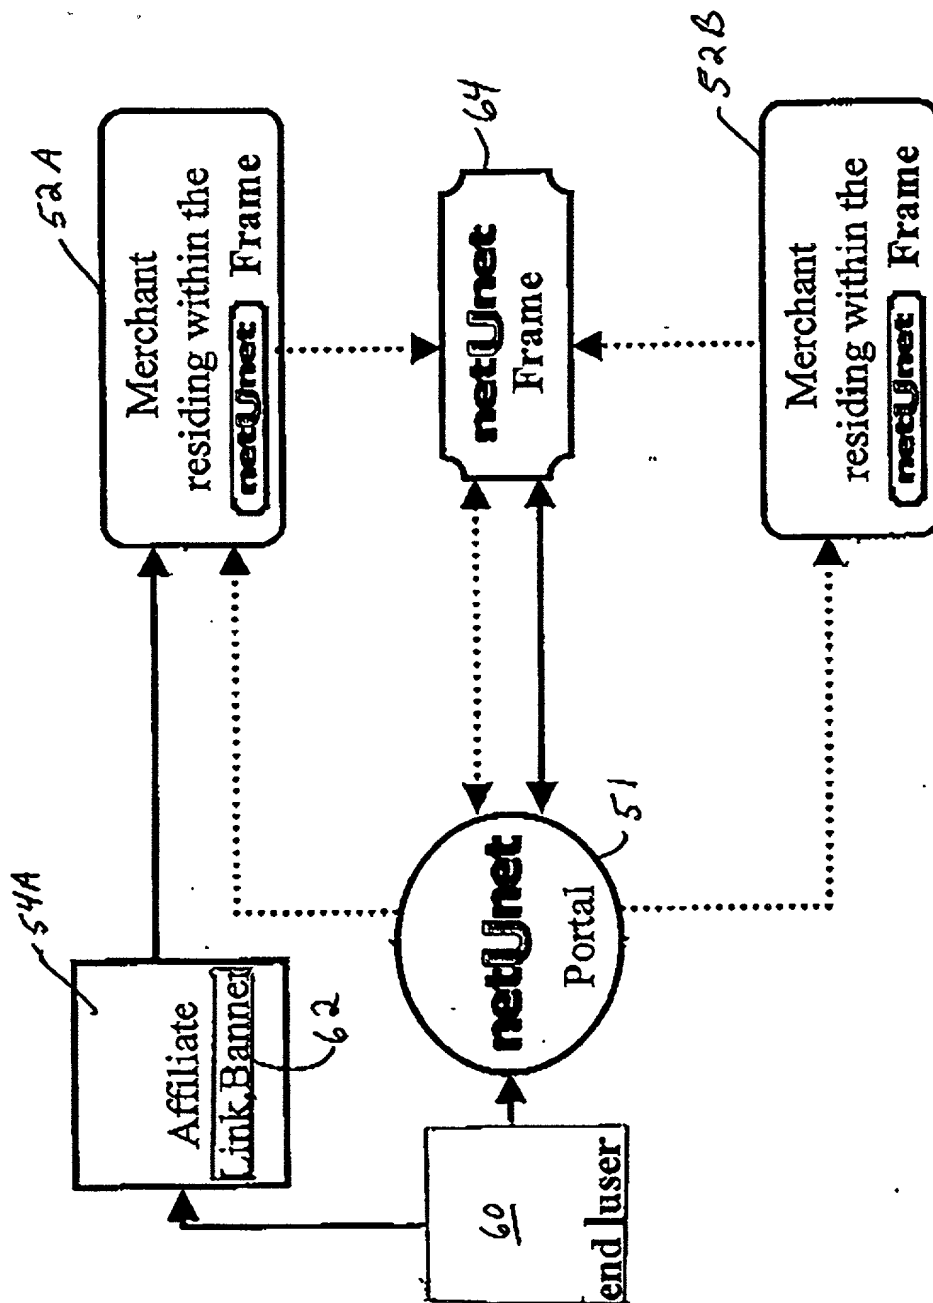 54A
Affiliate
Link,Banner
62
52A
Merchant
residing within the
netUnet Frame
60
end user
netUnet
Portal
51
netUnet
Frame
64
52B
Merchant
residing within the
netUnet Frame